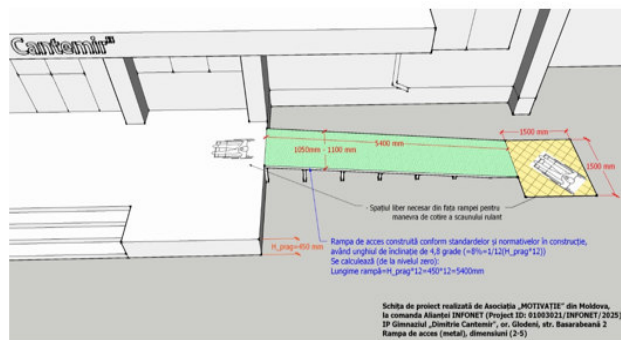 Cantemir"
1500 mm
5400 mm
1050mm - 1100 mm
1500 mm
- Spațiul liber necesar din fața rampei pentru
manevra de cotire a scaunului rulant
H_prag=450 mm
Rampa de acces construită conform standardelor și normativelor în construcție,
având unghiul de înclinație de 4,8 grade (=8%=1/12(H_prag*12))
Se calculează (de la nivelul zero):
Lungime rampă=H_prag*12=450*12=5400mm
Schița de proiect realizată de Asociația „MOTIVAȚIE” din Moldova,
la comanda Alianței INFONET (Project ID: 01003021/INFONET/2025)
IP Gimnaziul „Dimitrie Cantemir", or. Glodeni, str. Basarabeană 2
Rampa de acces (metal), dimensiuni (2-5)